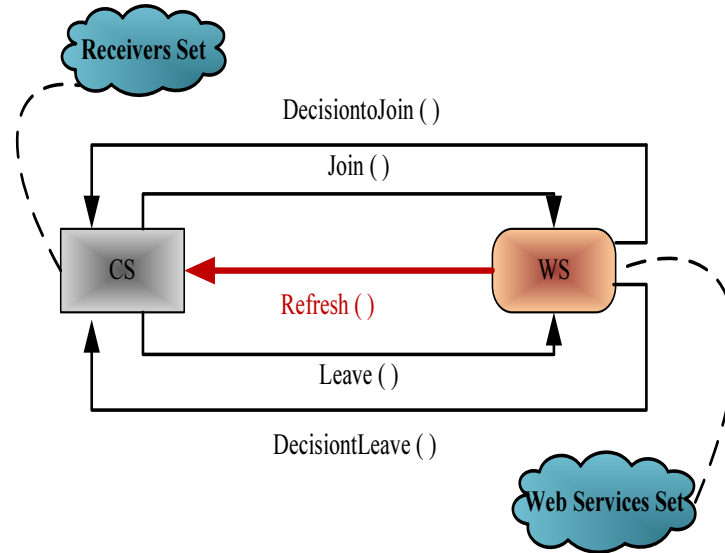 Receivers Set
DecisiontoJoin ( )
Join ( )
CS
WS
Refresh ( )
Leave ( )
DecisiontLeave ( )
Web Services Set